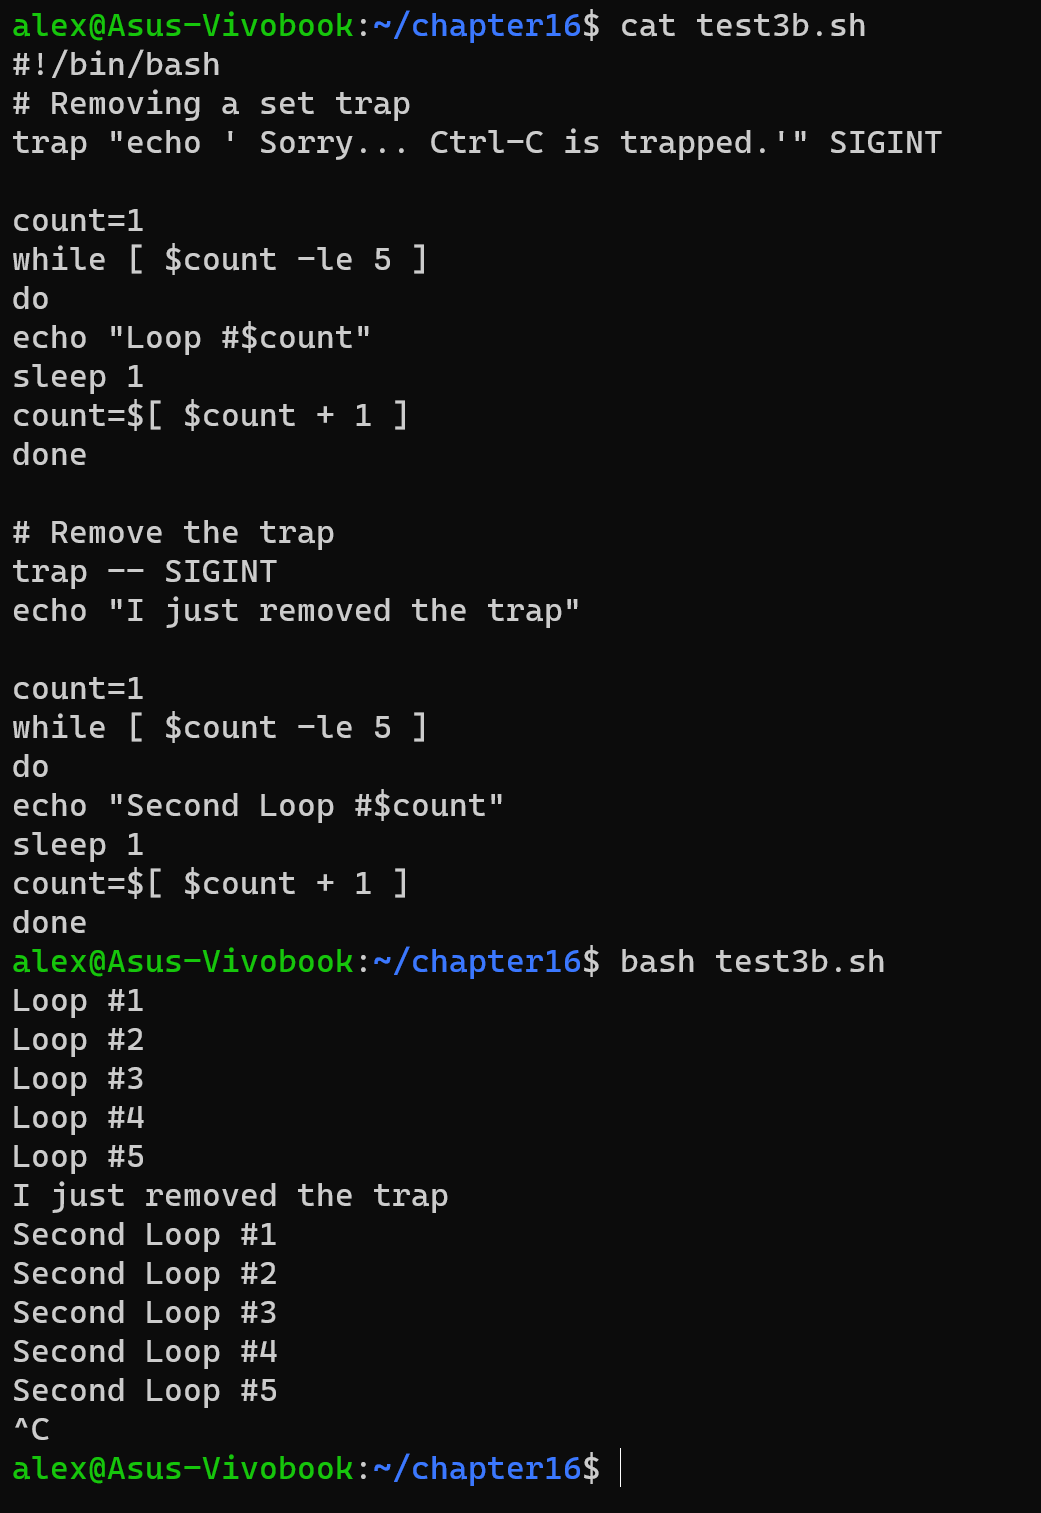 alex@Asus-Vivobook:~/chapter16$ cat test3b.sh
#!/bin/bash
# Removing a set trap
trap "echo ' Sorry... Ctrl-C is trapped.'" SIGINT

count=1
while [ $count -le 5 ]
do
echo "Loop #$count"
sleep 1
count=$[ $count + 1 ]
done

# Remove the trap
trap -- SIGINT
echo "I just removed the trap"

count=1
while [ $count -le 5 ]
do
echo "Second Loop #$count"
sleep 1
count=$[ $count + 1 ]
done
alex@Asus-Vivobook:~/chapter16$ bash test3b.sh
Loop #1
Loop #2
Loop #3
Loop #4
Loop #5
I just removed the trap
Second Loop #1
Second Loop #2
Second Loop #3
Second Loop #4
Second Loop #5
^C
alex@Asus-Vivobook:~/chapter16$